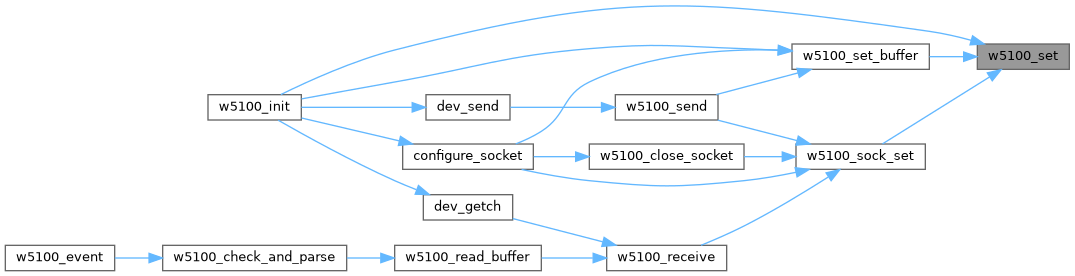 w5100_set
w5100_set_buffer
w5100_init
dev_send
w5100_send
configure_socket
w5100_close_socket
w5100_sock_set
dev_getch
w5100_event
w5100_check_and_parse
w5100_read_buffer
w5100_receive